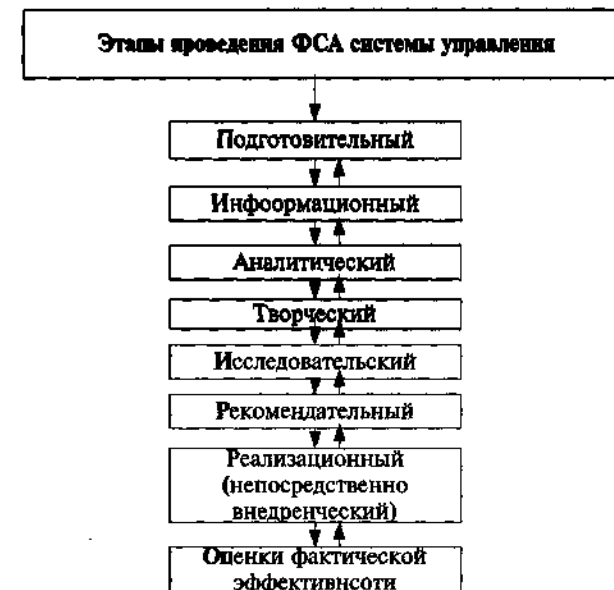 Этапы проведения ФСА системы управления
Подготовительный
Инфоормационный
Аналитический
Творческий
Исследовательский
Рекомендательный
Реализационный
(непосредственно
внедренческий)
Оценки фактической
эффективнсоти